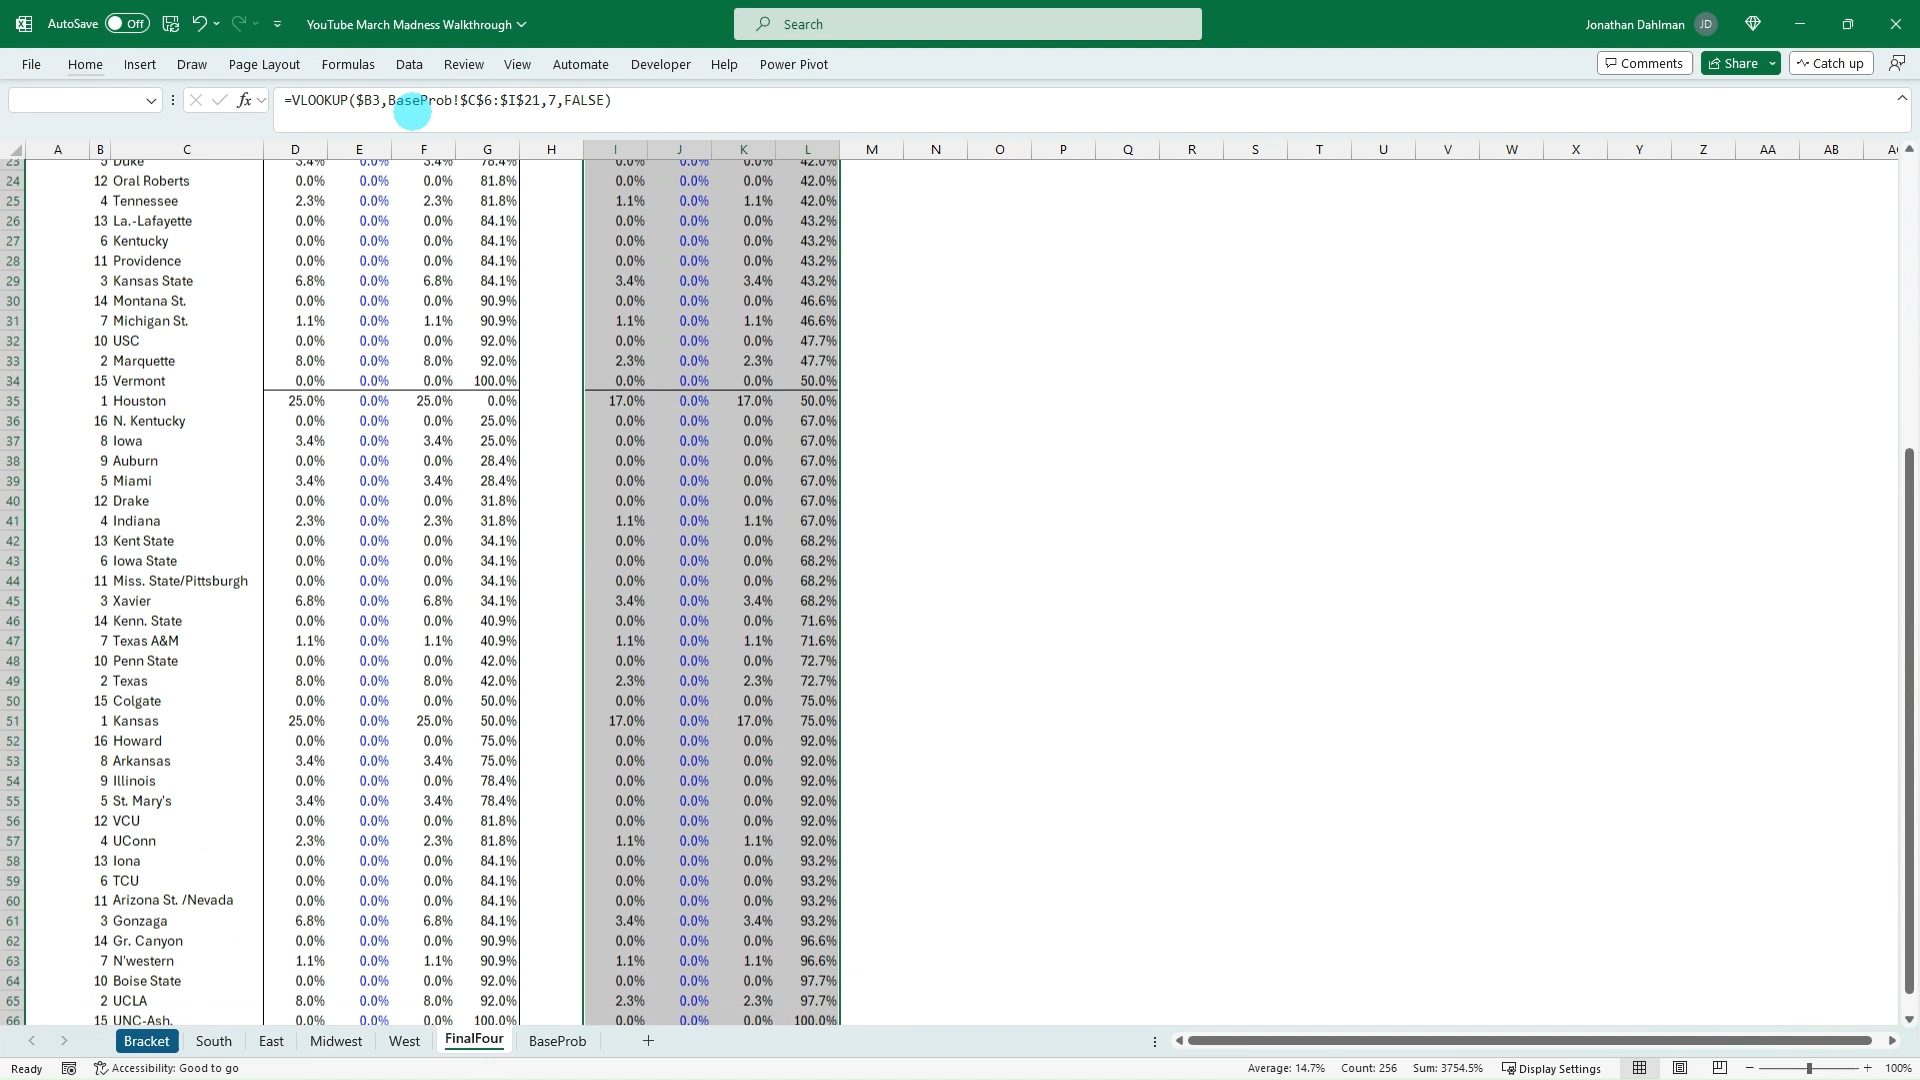 AutoSave Off YouTube March Madness Walkthrough Search Jonathan Dahlman JD
File Home Insert Draw Page Layout Formulas Data Review View Automate Developer Help Power Pivot Comments Share Catch up
fx =VLOOKUP($B3,BaseProb!$C$6:$I$21,7,FALSE)
A B C D E F G H I J K L M N O P Q R S T U V W X Y Z AA AB AC
23 5 Duke 3.4% 0.0% 3.4% 78.4% 0.0% 0.0% 0.0% 42.0%
24 12 Oral Roberts 0.0% 0.0% 0.0% 81.8% 0.0% 0.0% 0.0% 42.0%
25 4 Tennessee 2.3% 0.0% 2.3% 81.8% 1.1% 0.0% 1.1% 42.0%
26 13 La.-Lafayette 0.0% 0.0% 0.0% 84.1% 0.0% 0.0% 0.0% 43.2%
27 6 Kentucky 0.0% 0.0% 0.0% 84.1% 0.0% 0.0% 0.0% 43.2%
28 11 Providence 0.0% 0.0% 0.0% 84.1% 0.0% 0.0% 0.0% 43.2%
29 3 Kansas State 6.8% 0.0% 6.8% 84.1% 3.4% 0.0% 3.4% 43.2%
30 14 Montana St. 0.0% 0.0% 0.0% 90.9% 0.0% 0.0% 0.0% 46.6%
31 7 Michigan St. 1.1% 0.0% 1.1% 90.9% 1.1% 0.0% 1.1% 46.6%
32 10 USC 0.0% 0.0% 0.0% 92.0% 0.0% 0.0% 0.0% 47.7%
33 2 Marquette 8.0% 0.0% 8.0% 92.0% 2.3% 0.0% 2.3% 47.7%
34 15 Vermont 0.0% 0.0% 0.0% 100.0% 0.0% 0.0% 0.0% 50.0%
35 1 Houston 25.0% 0.0% 25.0% 0.0% 17.0% 0.0% 17.0% 50.0%
36 16 N. Kentucky 0.0% 0.0% 0.0% 25.0% 0.0% 0.0% 0.0% 67.0%
37 8 Iowa 3.4% 0.0% 3.4% 25.0% 0.0% 0.0% 0.0% 67.0%
38 9 Auburn 0.0% 0.0% 0.0% 28.4% 0.0% 0.0% 0.0% 67.0%
39 5 Miami 3.4% 0.0% 3.4% 28.4% 0.0% 0.0% 0.0% 67.0%
40 12 Drake 0.0% 0.0% 0.0% 31.8% 0.0% 0.0% 0.0% 67.0%
41 4 Indiana 2.3% 0.0% 2.3% 31.8% 1.1% 0.0% 1.1% 67.0%
42 13 Kent State 0.0% 0.0% 0.0% 34.1% 0.0% 0.0% 0.0% 68.2%
43 6 Iowa State 0.0% 0.0% 0.0% 34.1% 0.0% 0.0% 0.0% 68.2%
44 11 Miss. State/Pittsburgh 0.0% 0.0% 0.0% 34.1% 0.0% 0.0% 0.0% 68.2%
45 3 Xavier 6.8% 0.0% 6.8% 34.1% 3.4% 0.0% 3.4% 68.2%
46 14 Kenn. State 0.0% 0.0% 0.0% 40.9% 0.0% 0.0% 0.0% 71.6%
47 7 Texas A&M 1.1% 0.0% 1.1% 40.9% 1.1% 0.0% 1.1% 71.6%
48 10 Penn State 0.0% 0.0% 0.0% 42.0% 0.0% 0.0% 0.0% 72.7%
49 2 Texas 8.0% 0.0% 8.0% 42.0% 2.3% 0.0% 2.3% 72.7%
50 15 Colgate 0.0% 0.0% 0.0% 50.0% 0.0% 0.0% 0.0% 75.0%
51 1 Kansas 25.0% 0.0% 25.0% 50.0% 17.0% 0.0% 17.0% 75.0%
52 16 Howard 0.0% 0.0% 0.0% 75.0% 0.0% 0.0% 0.0% 92.0%
53 8 Arkansas 3.4% 0.0% 3.4% 75.0% 0.0% 0.0% 0.0% 92.0%
54 9 Illinois 0.0% 0.0% 0.0% 78.4% 0.0% 0.0% 0.0% 92.0%
55 5 St. Mary's 3.4% 0.0% 3.4% 78.4% 0.0% 0.0% 0.0% 92.0%
56 12 VCU 0.0% 0.0% 0.0% 81.8% 0.0% 0.0% 0.0% 92.0%
57 4 UConn 2.3% 0.0% 2.3% 81.8% 1.1% 0.0% 1.1% 92.0%
58 13 Iona 0.0% 0.0% 0.0% 84.1% 0.0% 0.0% 0.0% 93.2%
59 6 TCU 0.0% 0.0% 0.0% 84.1% 0.0% 0.0% 0.0% 93.2%
60 11 Arizona St. /Nevada 0.0% 0.0% 0.0% 84.1% 0.0% 0.0% 0.0% 93.2%
61 3 Gonzaga 6.8% 0.0% 6.8% 84.1% 3.4% 0.0% 3.4% 93.2%
62 14 Gr. Canyon 0.0% 0.0% 0.0% 90.9% 0.0% 0.0% 0.0% 96.6%
63 7 N'western 1.1% 0.0% 1.1% 90.9% 1.1% 0.0% 1.1% 96.6%
64 10 Boise State 0.0% 0.0% 0.0% 92.0% 0.0% 0.0% 0.0% 97.7%
65 2 UCLA 8.0% 0.0% 8.0% 92.0% 2.3% 0.0% 2.3% 97.7%
66 15 UNC-Ash. 0.0% 0.0% 0.0% 100.0% 0.0% 0.0% 0.0% 100.0%
Bracket South East Midwest West FinalFour BaseProb
Ready Accessibility: Good to go Average: 14.7% Count: 256 Sum: 3754.5% Display Settings 100%